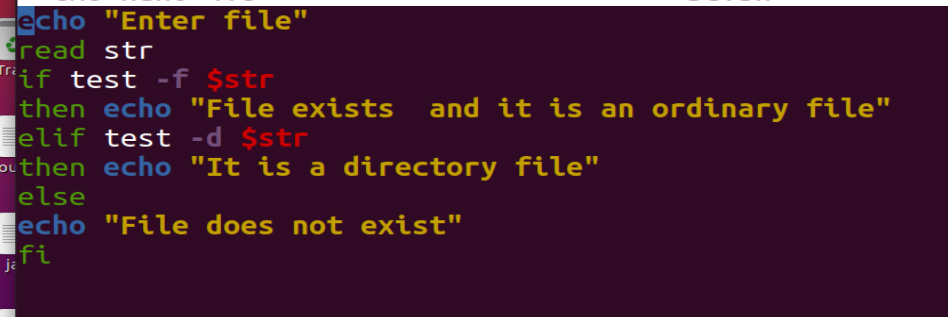 echo "Enter file"
read str
if test -f $str
then echo "File exists  and it is an ordinary file"
elif test -d $str
then echo "It is a directory file"
else
echo "File does not exist"
fi